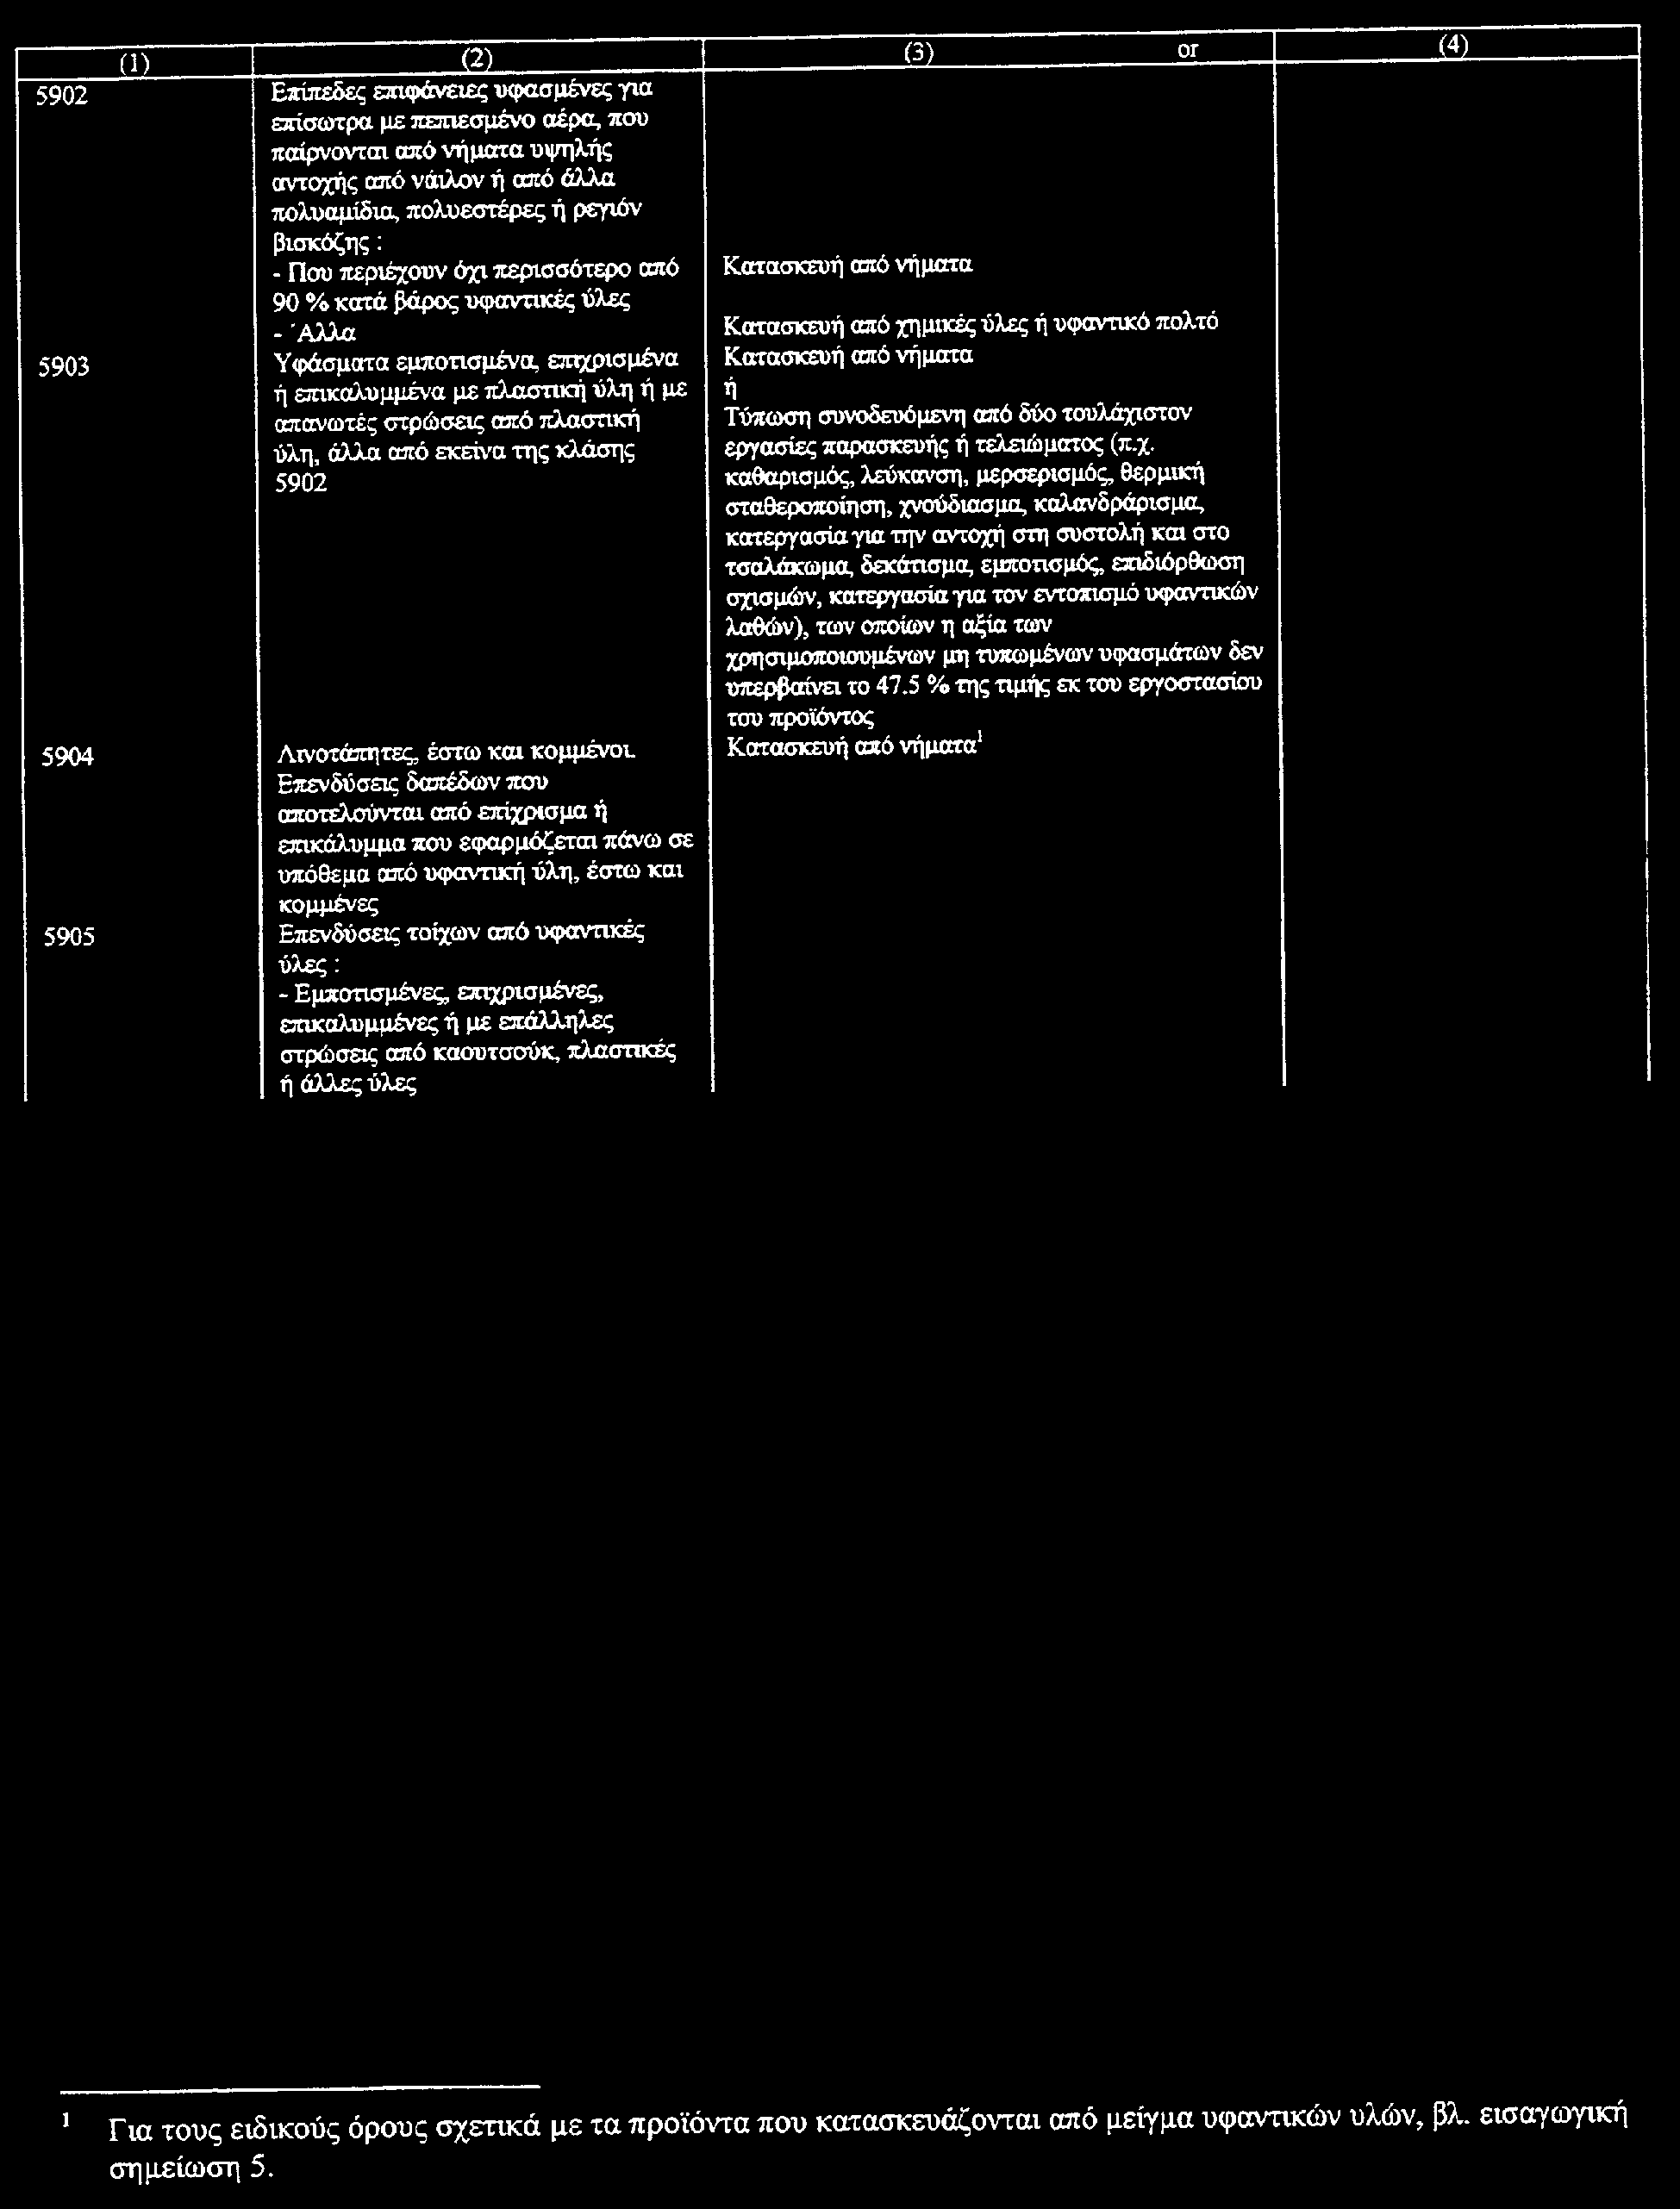 (1) (2) (3) or (4)
5902 Επίπεδες επιφάνειες υφασμένες για
επίσωτρα με πεπιεσμένο αέρα, που
παίρνονται από νήματα υψηλής
αντοχής από νάιλον ή από άλλα
πολυαμίδια, πολυεστέρες ή ρεγιόν
βισκόζης :
- Που περιέχουν όχι περισσότερο από Κατασκευή από νήματα
90 % κατά βάρος υφαντικές ύλες
- Άλλα Κατασκευή από χημικές ύλες ή υφαντικό πολτό
5903 Υφάσματα εμποτισμένα, επιχρισμένα Κατασκευή από νήματα
ή επικαλυμμένα με πλαστική ύλη ή με ή
απανωτές στρώσεις από πλαστική Τύπωση συνοδευόμενη από δύο τουλάχιστον
ύλη, άλλα από εκείνα της κλάσης εργασίες παρασκευής ή τελειώματος (π.χ.
5902 καθαρισμός, λεύκανση, μερσερισμός, θερμική
σταθεροποίηση, χνούδιασμα, καλανδράρισμα,
κατεργασία για την αντοχή στη συστολή και στο
τσαλάκωμα, δεκάτισμα, εμποτισμός, επιδιόρθωση
σχισμών, κατεργασία για τον εντοπισμό υφαντικών
λαθών), των οποίων η αξία των
χρησιμοποιουμένων μη τυπωμένων υφασμάτων δεν
υπερβαίνει το 47.5 % της τιμής εκ του εργοστασίου
του προϊόντος
5904 Λινοτάπητες, έστω και κομμένοι. Κατασκευή από νήματα¹
Επενδύσεις δαπέδων που
αποτελούνται από επίχρισμα ή
επικάλυμμα που εφαρμόζεται πάνω σε
υπόθεμα από υφαντική ύλη, έστω και
κομμένες
5905 Επενδύσεις τοίχων από υφαντικές
ύλες :
- Εμποτισμένες, επιχρισμένες,
επικαλυμμένες ή με επάλληλες
στρώσεις από καουτσούκ, πλαστικές
ή άλλες ύλες
¹ Για τους ειδικούς όρους σχετικά με τα προϊόντα που κατασκευάζονται από μείγμα υφαντικών υλών, βλ. εισαγωγική
σημείωση 5.